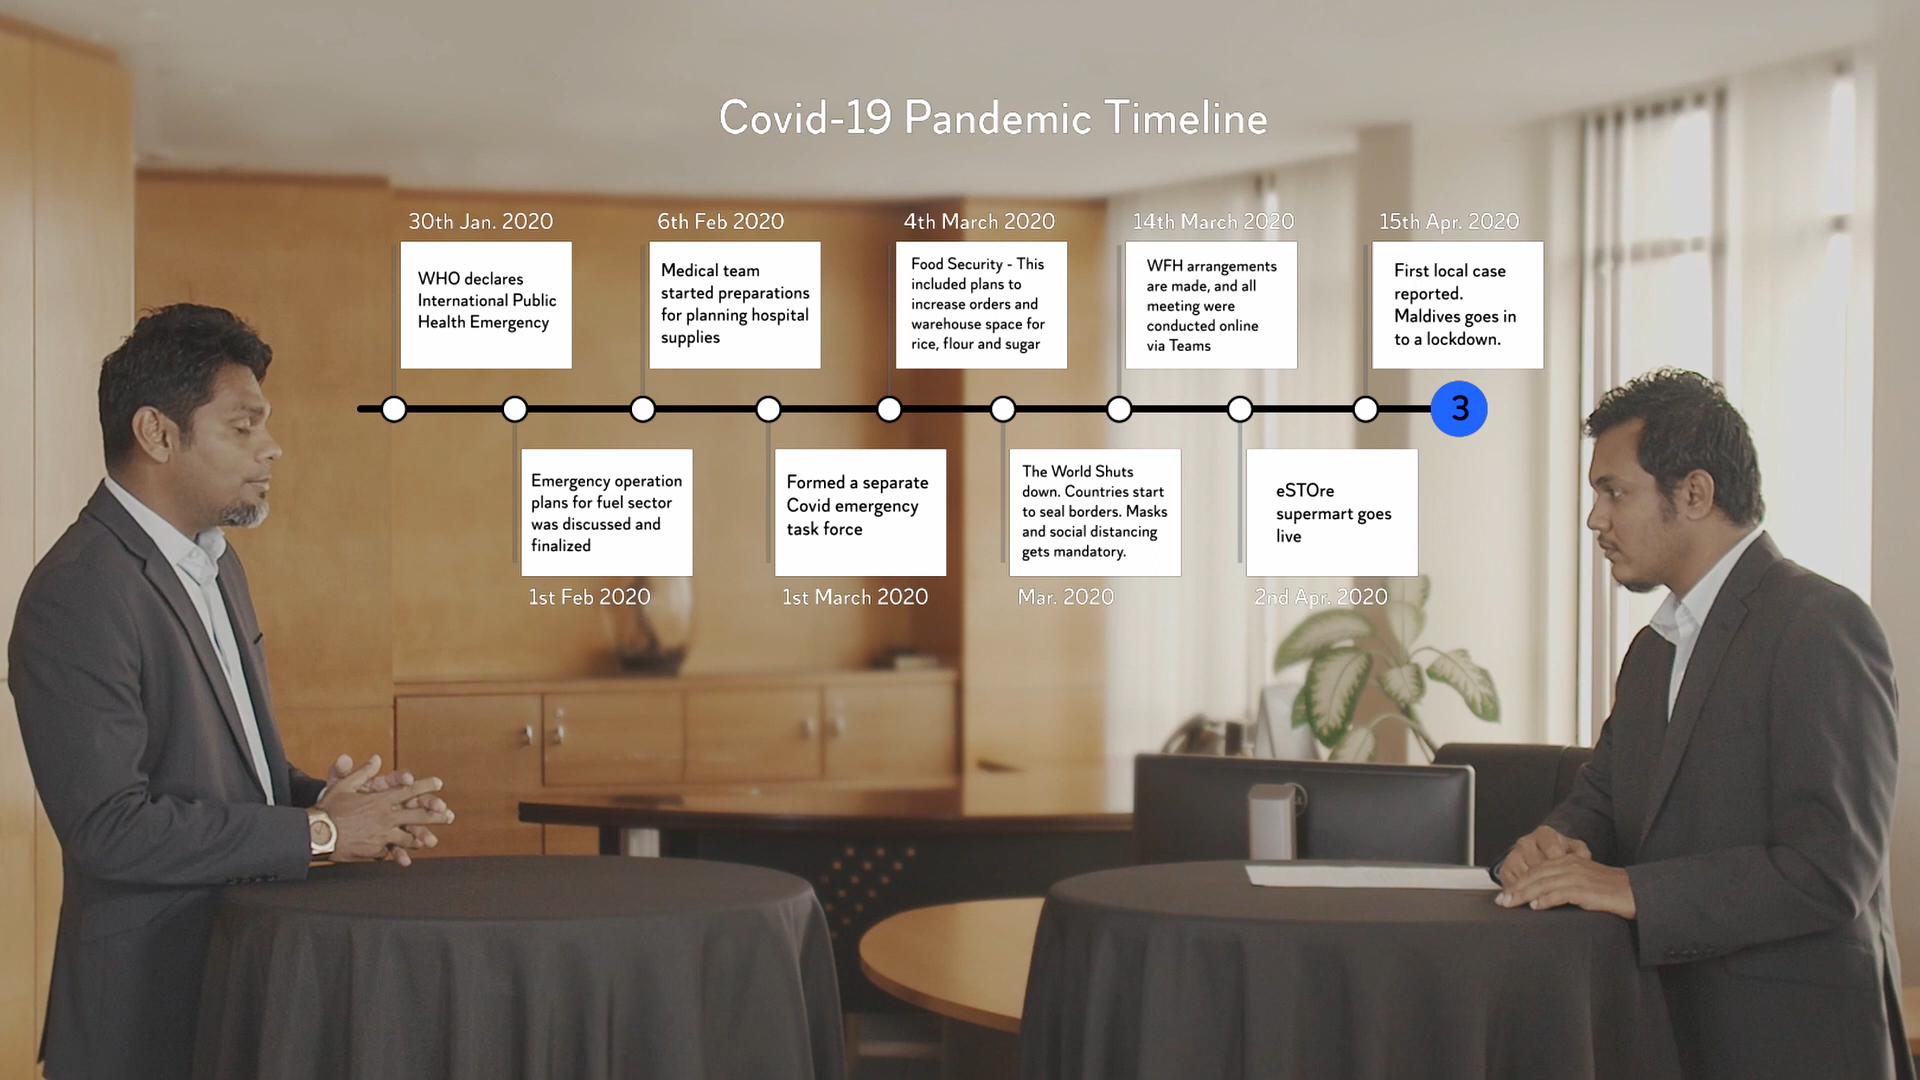 Covid-19 Pandemic Timeline
30th Jan. 2020
WHO declares
International Public
Health Emergency
6th Feb 2020
Medical team
started preparations
for planning hospital
supplies
4th March 2020
Food Security - This
included plans to
increase orders and
warehouse space for
rice, flour and sugar
14th March 2020
WFH arrangements
are made, and all
meeting were
conducted online
via Teams
15th Apr. 2020
First local case
reported.
Maldives goes in
to a lockdown.
3
Emergency operation
plans for fuel sector
was discussed and
finalized
1st Feb 2020
Formed a separate
Covid emergency
task force
1st March 2020
The World Shuts
down. Countries start
to seal borders. Masks
and social distancing
gets mandatory.
Mar. 2020
eSTOre
supermart goes
live
2nd Apr. 2020